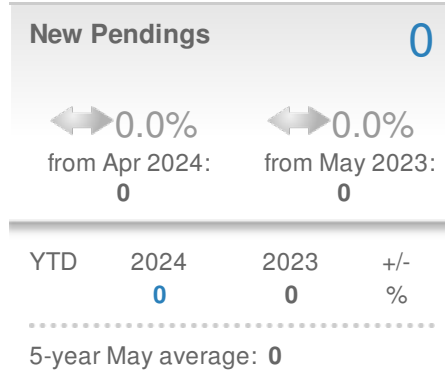 New Pendings 0
0.0% 0.0%
from Apr 2024: from May 2023:
0 0
YTD 2024 2023 +/-
0 0 %
5-year May average: 0